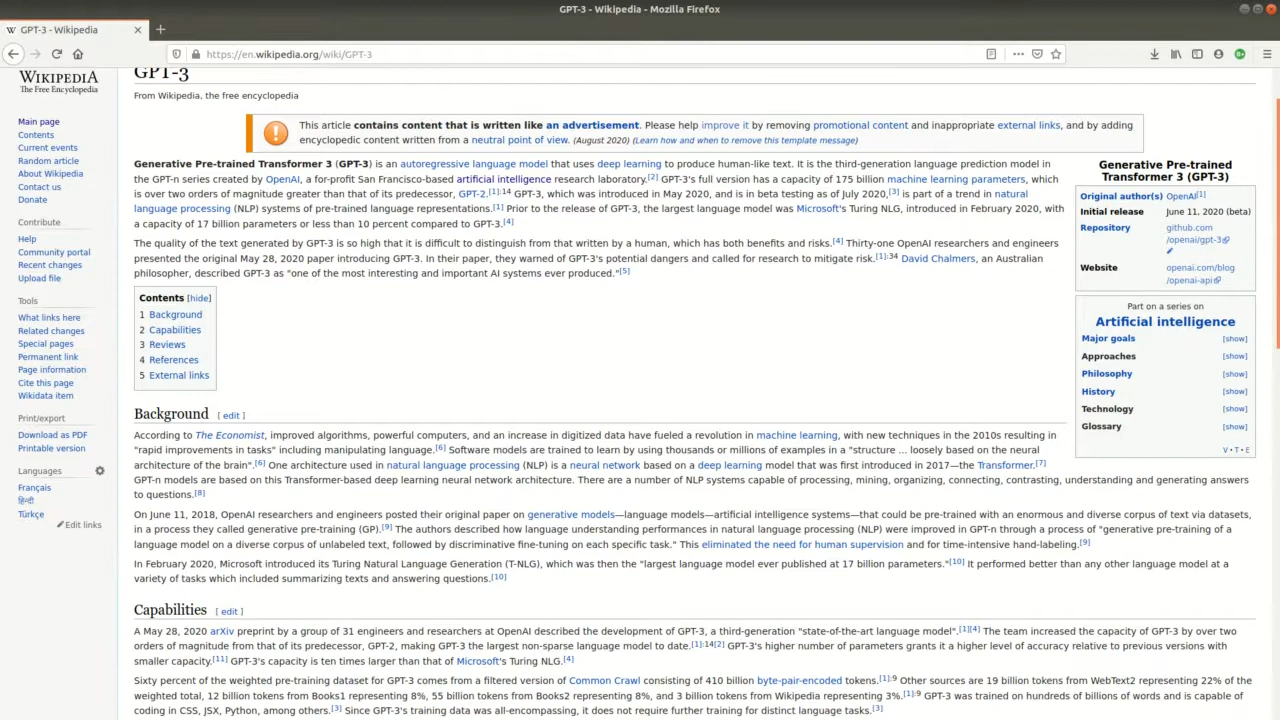 GPT-3 - Wikipedia - Mozilla Firefox
W GPT-3 - Wikipedia
https://en.wikipedia.org/wiki/GPT-3
WIKIPEDIA
The Free Encyclopedia
Main page
Contents
Current events
Random article
About Wikipedia
Contact us
Donate
Contribute
Help
Community portal
Recent changes
Upload file
Tools
What links here
Related changes
Special pages
Permanent link
Page information
Cite this page
Wikidata item
Print/export
Download as PDF
Printable version
Languages
Français
हिन्दी
Türkçe
Edit links
GPT-3
From Wikipedia, the free encyclopedia
This article contains content that is written like an advertisement. Please help improve it by removing promotional content and inappropriate external links, and by adding
encyclopedic content written from a neutral point of view. (August 2020) (Learn how and when to remove this template message)
Generative Pre-trained Transformer 3 (GPT-3) is an autoregressive language model that uses deep learning to produce human-like text. It is the third-generation language prediction model in
the GPT-n series created by OpenAI, a for-profit San Francisco-based artificial intelligence research laboratory.[2] GPT-3's full version has a capacity of 175 billion machine learning parameters, which
is over two orders of magnitude greater than that of its predecessor, GPT-2.[1]:14 GPT-3, which was introduced in May 2020, and is in beta testing as of July 2020,[3] is part of a trend in natural
language processing (NLP) systems of pre-trained language representations.[1] Prior to the release of GPT-3, the largest language model was Microsoft's Turing NLG, introduced in February 2020, with
a capacity of 17 billion parameters or less than 10 percent compared to GPT-3.[4]
The quality of the text generated by GPT-3 is so high that it is difficult to distinguish from that written by a human, which has both benefits and risks.[4] Thirty-one OpenAI researchers and engineers
presented the original May 28, 2020 paper introducing GPT-3. In their paper, they warned of GPT-3's potential dangers and called for research to mitigate risk.[1]:34 David Chalmers, an Australian
philosopher, described GPT-3 as "one of the most interesting and important AI systems ever produced."[5]
Contents [hide]
1 Background
2 Capabilities
3 Reviews
4 References
5 External links
Generative Pre-trained
Transformer 3 (GPT-3)
Original author(s) OpenAI[1]
Initial release June 11, 2020 (beta)
Repository github.com
/openai/gpt-3
Website openai.com/blog
/openai-api
Part on a series on
Artificial intelligence
Major goals [show]
Approaches [show]
Philosophy [show]
History [show]
Technology [show]
Glossary [show]
V • T • E
Background [ edit ]
According to The Economist, improved algorithms, powerful computers, and an increase in digitized data have fueled a revolution in machine learning, with new techniques in the 2010s resulting in
"rapid improvements in tasks" including manipulating language.[6] Software models are trained to learn by using thousands or millions of examples in a "structure ... loosely based on the neural
architecture of the brain".[6] One architecture used in natural language processing (NLP) is a neural network based on a deep learning model that was first introduced in 2017—the Transformer.[7]
GPT-n models are based on this Transformer-based deep learning neural network architecture. There are a number of NLP systems capable of processing, mining, organizing, connecting, contrasting, understanding and generating answers
to questions.[8]
On June 11, 2018, OpenAI researchers and engineers posted their original paper on generative models—language models—artificial intelligence systems—that could be pre-trained with an enormous and diverse corpus of text via datasets,
in a process they called generative pre-training (GP).[9] The authors described how language understanding performances in natural language processing (NLP) were improved in GPT-n through a process of "generative pre-training of a
language model on a diverse corpus of unlabeled text, followed by discriminative fine-tuning on each specific task." This eliminated the need for human supervision and for time-intensive hand-labeling.[9]
In February 2020, Microsoft introduced its Turing Natural Language Generation (T-NLG), which was then the "largest language model ever published at 17 billion parameters."[10] It performed better than any other language model at a
variety of tasks which included summarizing texts and answering questions.[10]
Capabilities [ edit ]
A May 28, 2020 arXiv preprint by a group of 31 engineers and researchers at OpenAI described the development of GPT-3, a third-generation "state-of-the-art language model".[1][4] The team increased the capacity of GPT-3 by over two
orders of magnitude from that of its predecessor, GPT-2, making GPT-3 the largest non-sparse language model to date.[1]:14[2] GPT-3's higher number of parameters grants it a higher level of accuracy relative to previous versions with
smaller capacity.[11] GPT-3's capacity is ten times larger than that of Microsoft's Turing NLG.[4]
Sixty percent of the weighted pre-training dataset for GPT-3 comes from a filtered version of Common Crawl consisting of 410 billion byte-pair-encoded tokens.[1]:9 Other sources are 19 billion tokens from WebText2 representing 22% of the
weighted total, 12 billion tokens from Books1 representing 8%, 55 billion tokens from Books2 representing 8%, and 3 billion tokens from Wikipedia representing 3%.[1]:9 GPT-3 was trained on hundreds of billions of words and is capable of
coding in CSS, JSX, Python, among others.[3] Since GPT-3's training data was all-encompassing, it does not require further training for distinct language tasks.[3]